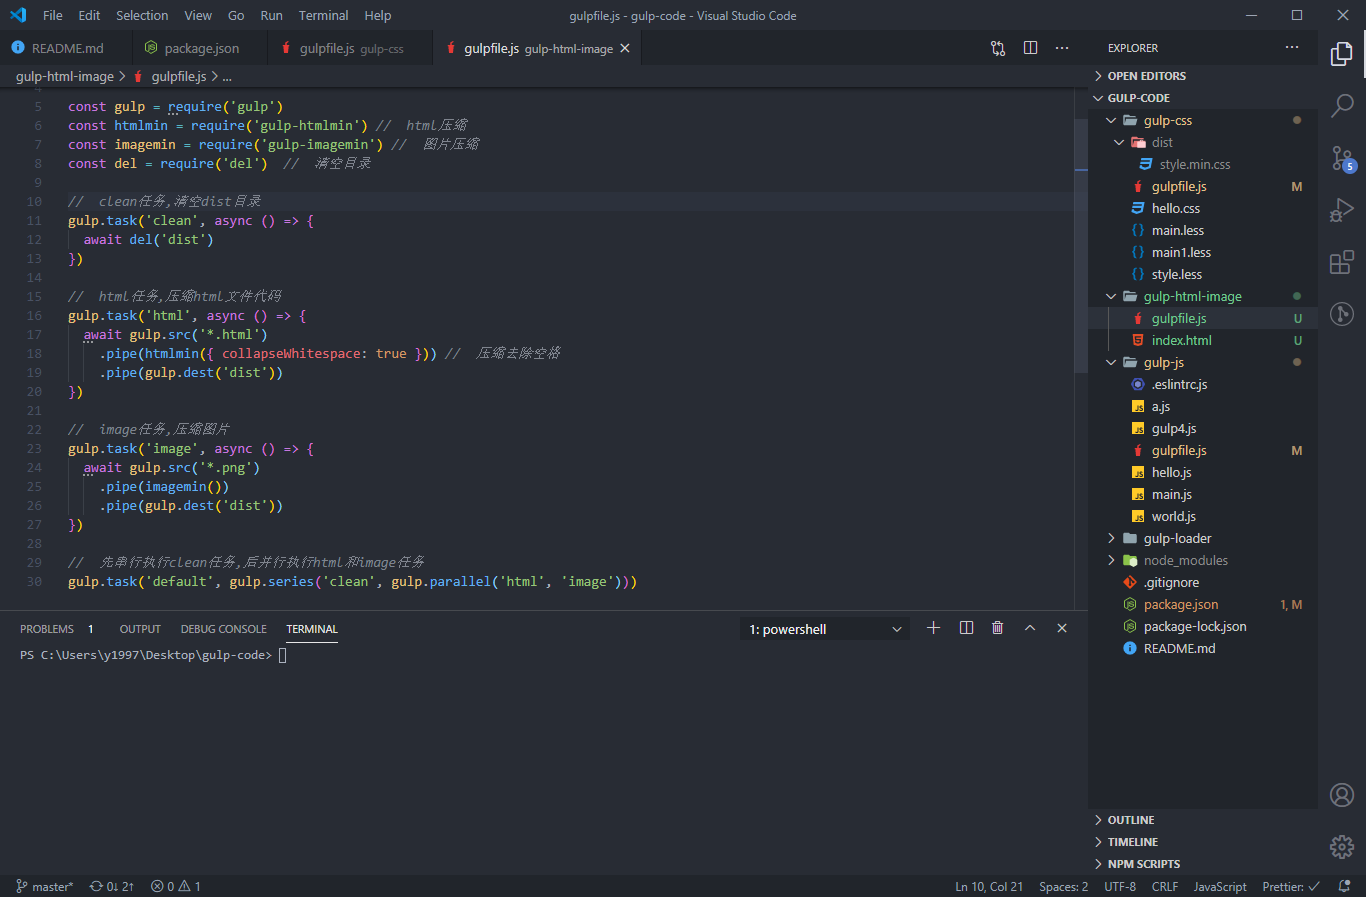 File Edit Selection View Go Run Terminal Help
gulpfile.js - gulp-code - Visual Studio Code
README.md
package.json
gulpfile.js gulp-css
gulpfile.js gulp-html-image
gulp-html-image > gulpfile.js > ...
4
5 const gulp = require('gulp')
6 const htmlmin = require('gulp-htmlmin') // html压缩
7 const imagemin = require('gulp-imagemin') // 图片压缩
8 const del = require('del') // 清空目录
9
10 // clean任务,清空dist目录
11 gulp.task('clean', async () => {
12 await del('dist')
13 })
14
15 // html任务,压缩html文件代码
16 gulp.task('html', async () => {
17 await gulp.src('*.html')
18 .pipe(htmlmin({ collapseWhitespace: true })) // 压缩去除空格
19 .pipe(gulp.dest('dist'))
20 })
21
22 // image任务,压缩图片
23 gulp.task('image', async () => {
24 await gulp.src('*.png')
25 .pipe(imagemin())
26 .pipe(gulp.dest('dist'))
27 })
28
29 // 先串行执行clean任务,后并行执行html和image任务
30 gulp.task('default', gulp.series('clean', gulp.parallel('html', 'image')))
PROBLEMS 1 OUTPUT DEBUG CONSOLE TERMINAL
1: powershell
PS C:\Users\y1997\Desktop\gulp-code>
EXPLORER
OPEN EDITORS
GULP-CODE
gulp-css
dist
style.min.css
gulpfile.js M
hello.css
main.less
main1.less
style.less
gulp-html-image
gulpfile.js U
index.html U
gulp-js
.eslintrc.js
a.js
gulp4.js
gulpfile.js M
hello.js
main.js
world.js
gulp-loader
node_modules
.gitignore
package.json 1, M
package-lock.json
README.md
OUTLINE
TIMELINE
NPM SCRIPTS
5
master* 0↓ 2↑ 0 1
Ln 10, Col 21 Spaces: 2 UTF-8 CRLF JavaScript Prettier: ✓